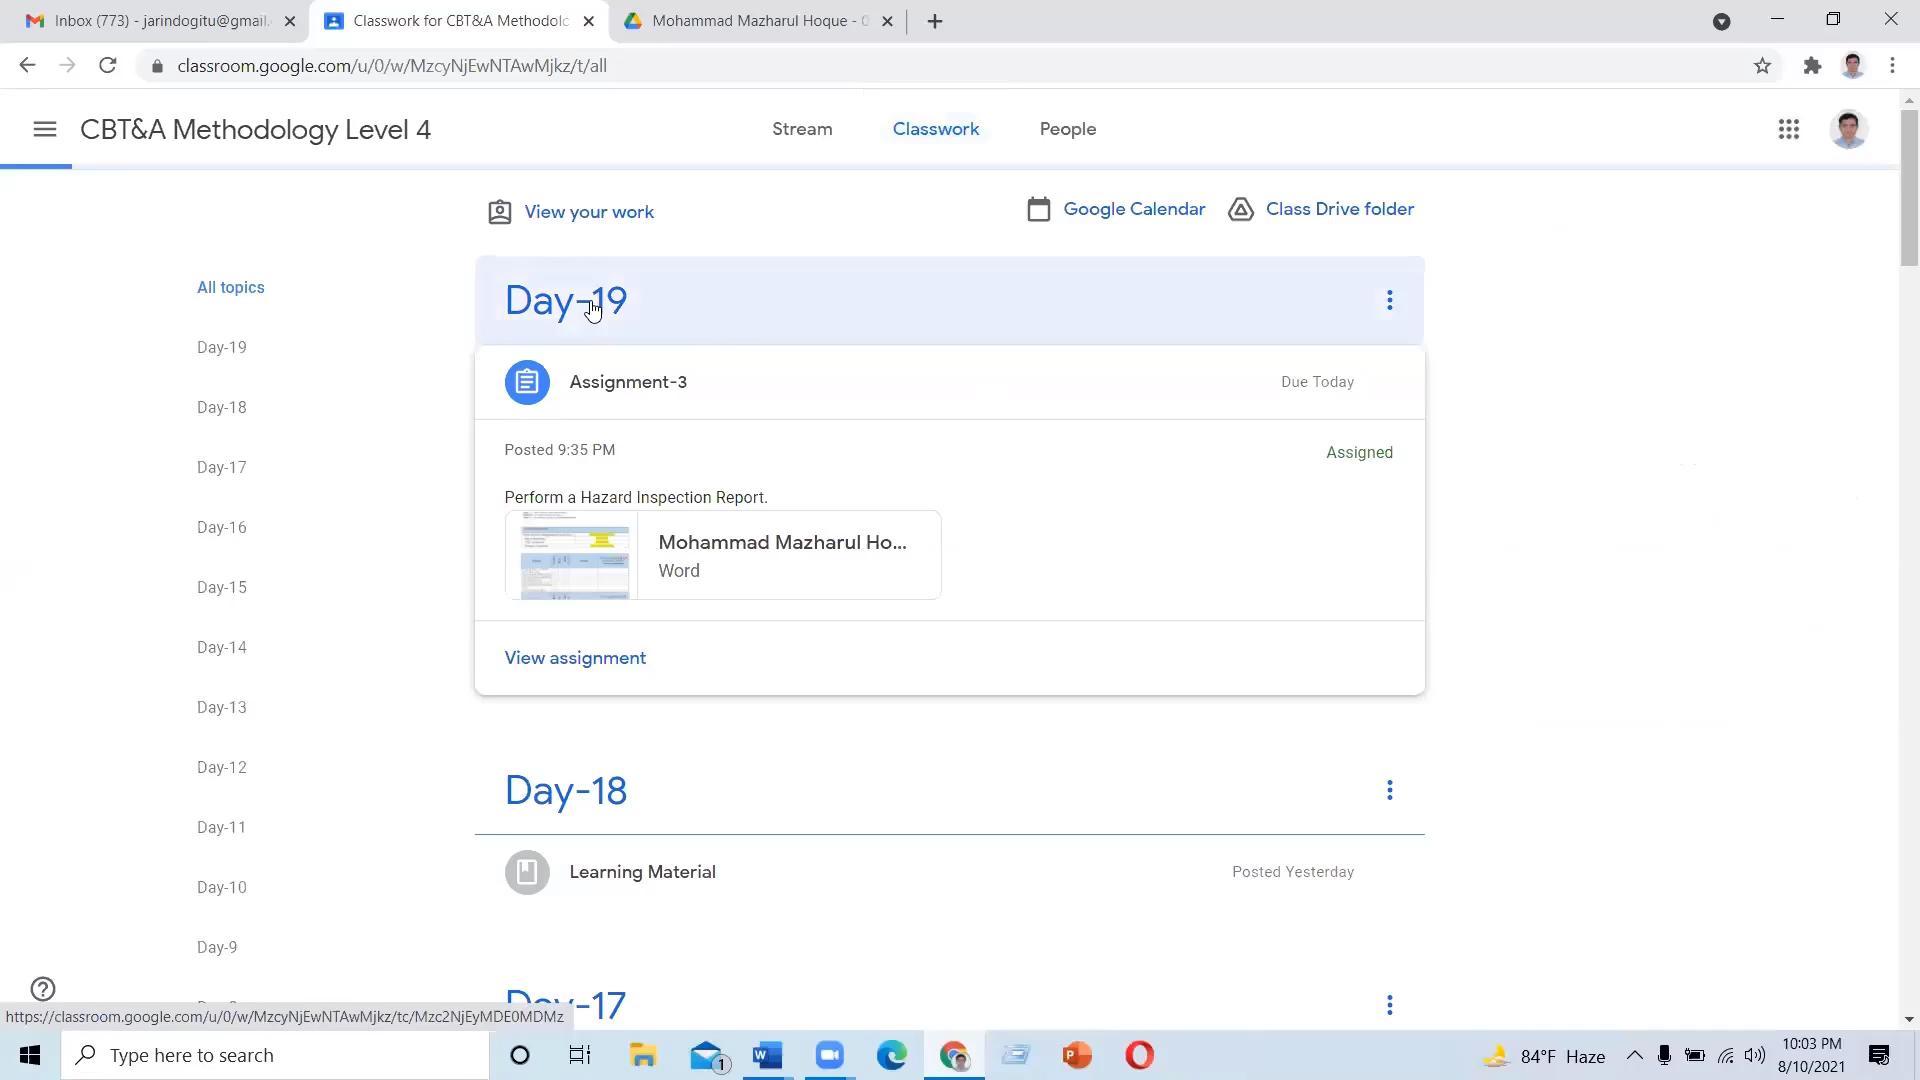 Inbox (773) - jarindogitu@gmail.
Classwork for CBT&A Methodolo
Mohammad Mazharul Hoque - 0
classroom.google.com/u/0/w/MzcyNjEwNTAwMjkz/t/all
CBT&A Methodology Level 4
Stream
Classwork
People
View your work
Google Calendar
Class Drive folder
All topics
Day-19
Day-18
Day-17
Day-16
Day-15
Day-14
Day-13
Day-12
Day-11
Day-10
Day-9
Day-19
Assignment-3
Due Today
Posted 9:35 PM
Assigned
Perform a Hazard Inspection Report.
Mohammad Mazharul Ho...
Word
View assignment
Day-18
Learning Material
Posted Yesterday
Day-17
https://classroom.google.com/u/0/w/MzcyNjEwNTAwMjkz/tc/Mzc2NjEyMDE0MDMz
Type here to search
1
84°F Haze
10:03 PM
8/10/2021